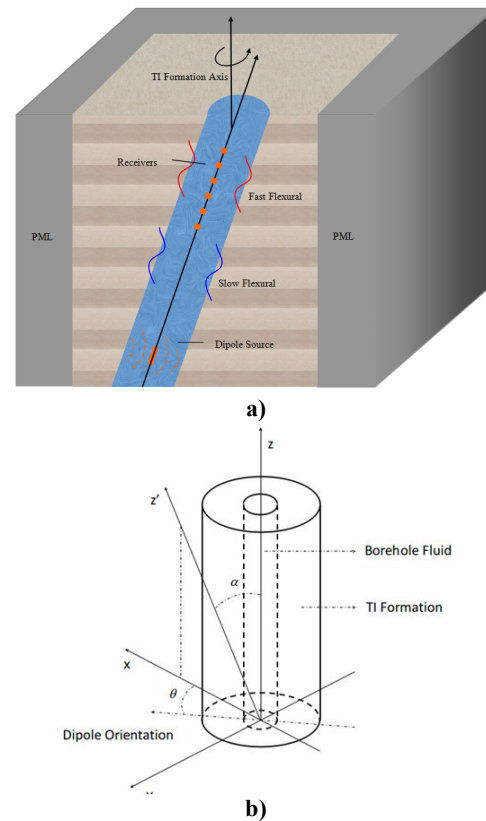 TI Formation Axis
Receivers
Fast Flexural
PML
PML
Slow Flexural
Dipole Source
a)
z
z'
Borehole Fluid
α
TI Formation
x
θ
Dipole Orientation
b)